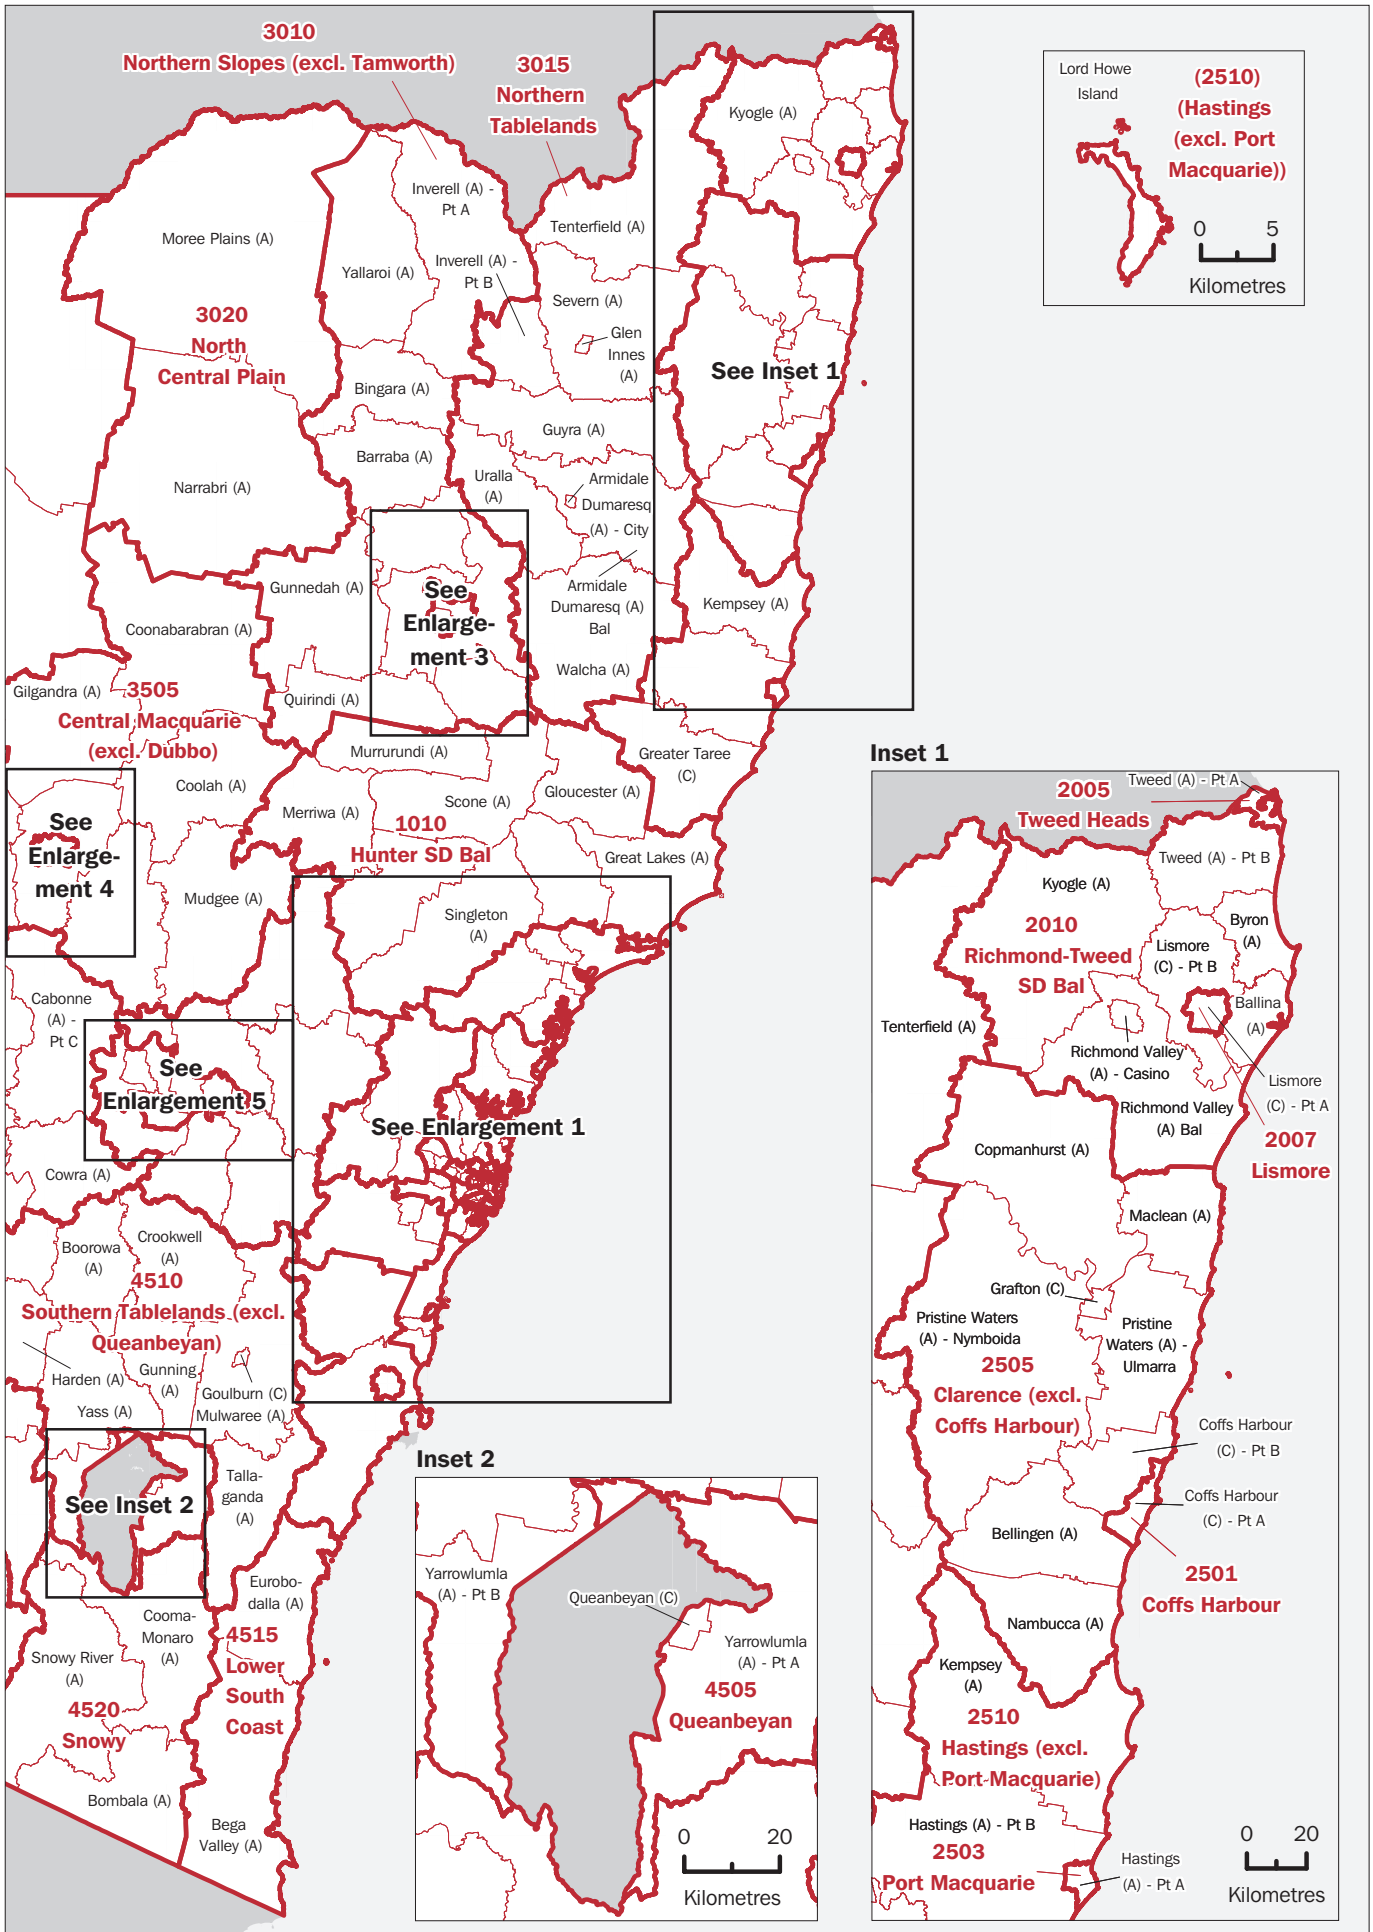 3010
Northern Slopes (excl. Tamworth)
3015
Northern
Tablelands
Kyogle (A)
Inverell (A) -
Pt A
Moree Plains (A)
Tenterfield (A)
Yallaroi (A)
Inverell (A) -
Pt B
Severn (A)
3020
North
Central Plain
Glen
Innes
(A)
See Inset 1
Bingara (A)
Guyra (A)
Barraba (A)
Uralla
(A)
Armidale
Dumaresq
(A) - City
Narrabri (A)
Gunnedah (A)
See
Enlarge-
ment 3
Armidale
Dumaresq (A)
Bal
Kempsey (A)
Coonabarabran (A)
Walcha (A)
Gilgandra (A)
3505
Central Macquarie
(excl. Dubbo)
Quirindi (A)
Murrurundi (A)
Greater Taree
(C)
Coolah (A)
Merriwa (A)
Scone (A)
Gloucester (A)
1010
Hunter SD Bal
See
Enlarge-
ment 4
Great Lakes (A)
Mudgee (A)
Singleton
(A)
Cabonne
(A) -
Pt C
See
Enlargement 5
See Enlargement 1
Cowra (A)
Boorowa
(A)
Crookwell
(A)
4510
Southern Tablelands (excl.
Queanbeyan)
Harden (A)
Gunning
(A)
Goulburn (C)
Mulwaree (A)
Yass (A)
See Inset 2
Talla-
ganda
(A)
Eurobo-
dalla (A)
Cooma-
Monaro
(A)
4515
Lower
South
Coast
Snowy River
(A)
4520
Snowy
Bombala (A)
Bega
Valley (A)
Lord Howe
Island
(2510)
(Hastings
(excl. Port
Macquarie))
0 5
Kilometres
Inset 1
Tweed (A) - Pt A
2005
Tweed Heads
Tweed (A) - Pt B
Kyogle (A)
2010
Richmond-Tweed
SD Bal
Byron
(A)
Lismore
(C) - Pt B
Ballina
(A)
Tenterfield (A)
Richmond Valley
(A) - Casino
Lismore
(C) - Pt A
Richmond Valley
(A) Bal
2007
Lismore
Copmanhurst (A)
Maclean (A)
Grafton (C)
Pristine Waters
(A) - Nymboida
Pristine
Waters (A) -
Ulmarra
2505
Clarence (excl.
Coffs Harbour)
Coffs Harbour
(C) - Pt B
Coffs Harbour
(C) - Pt A
Bellingen (A)
2501
Coffs Harbour
Nambucca (A)
Kempsey
(A)
2510
Hastings (excl.
Port Macquarie)
Hastings (A) - Pt B
2503
Port Macquarie
Hastings
(A) - Pt A
0 20
Kilometres
Inset 2
Yarrowlumla
(A) - Pt B
Queanbeyan (C)
Yarrowlumla
(A) - Pt A
4505
Queanbeyan
0 20
Kilometres